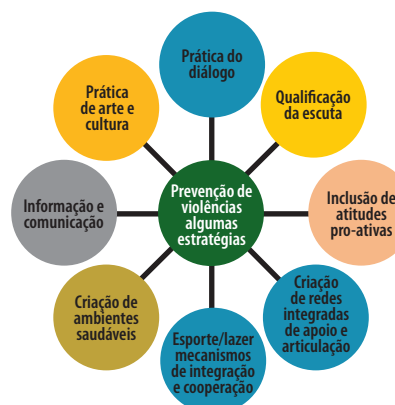 Prática do
diálogo
Qualificação
da escuta
Inclusão de
atitudes
pro-ativas
Criação
de redes
integradas
de apoio e
articulação
Esporte/lazer
mecanismos
de integração
e cooperação
Criação de
ambientes
saudáveis
Informação e
comunicação
Prática
de arte e
cultura
Prevenção de
violências
algumas
estratégias